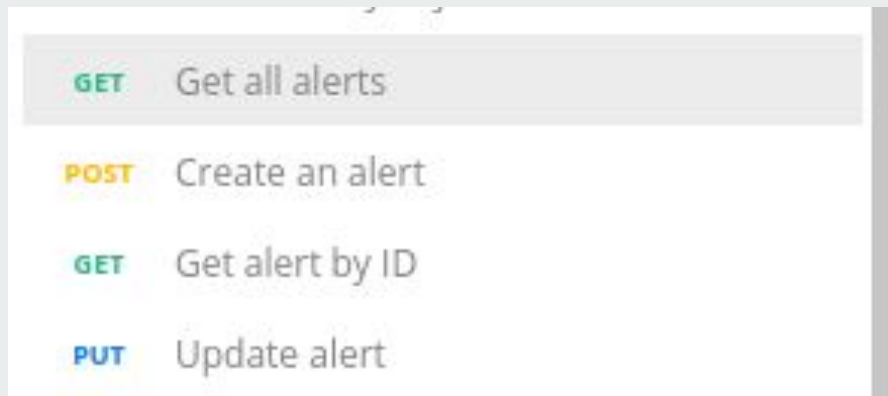 GET Get all alerts
POST Create an alert
GET Get alert by ID
PUT Update alert